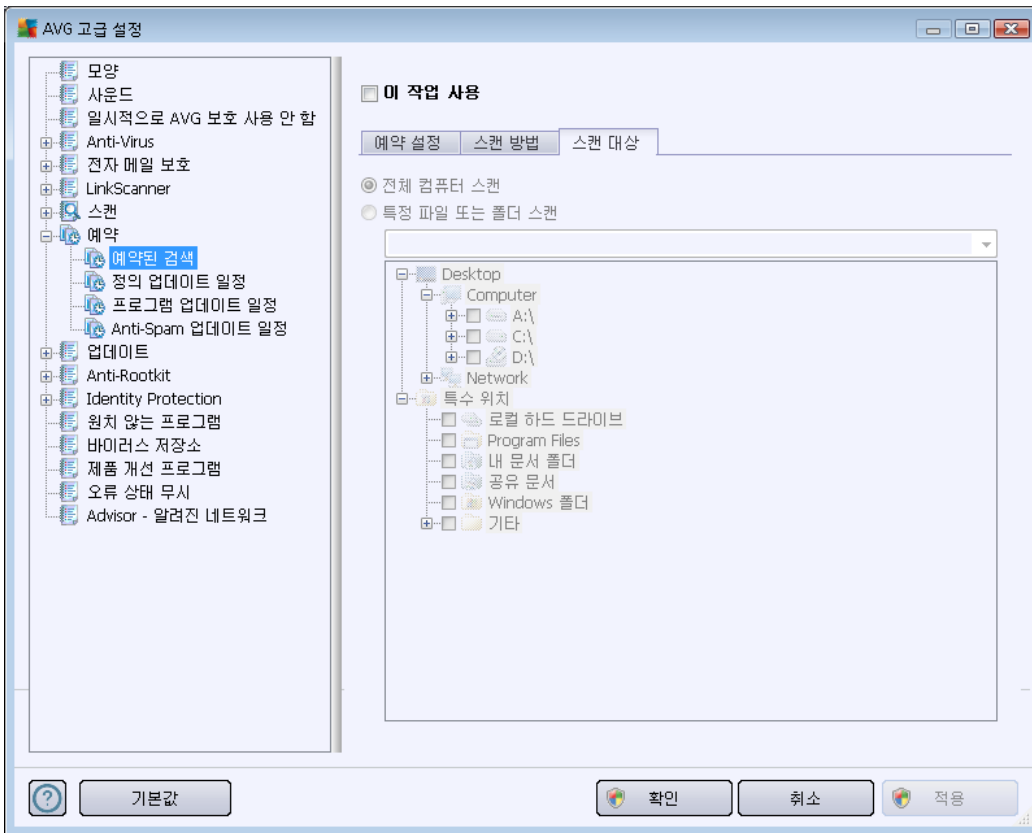 AVG 고급 설정
모양
사운드
일시적으로 AVG 보호 사용 안 함
Anti-Virus
전자 메일 보호
LinkScanner
스캔
예약
예약된 검색
정의 업데이트 일정
프로그램 업데이트 일정
Anti-Spam 업데이트 일정
업데이트
Anti-Rootkit
Identity Protection
원치 않는 프로그램
바이러스 저장소
제품 개선 프로그램
오류 상태 무시
Advisor - 알려진 네트워크
이 작업 사용
예약 설정 스캔 방법 스캔 대상
전체 컴퓨터 스캔
특정 파일 또는 폴더 스캔
Desktop
Computer
A:\
C:\
D:\
Network
특수 위치
로컬 하드 드라이브
Program Files
내 문서 폴더
공유 문서
Windows 폴더
기타
기본값 확인 취소 적용